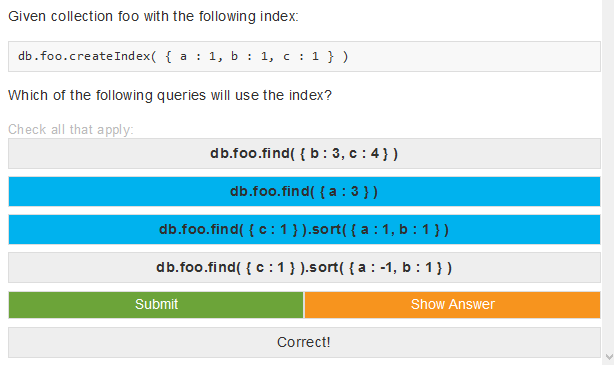 Given collection foo with the following index:
db.foo.createIndex( { a : 1, b : 1, c : 1 } )
Which of the following queries will use the index?
Check all that apply:
db.foo.find( { b : 3, c : 4 } )
db.foo.find( { a : 3 } )
db.foo.find( { c : 1 } ).sort( { a : 1, b : 1 } )
db.foo.find( { c : 1 } ).sort( { a : -1, b : 1 } )
Submit
Show Answer
Correct!